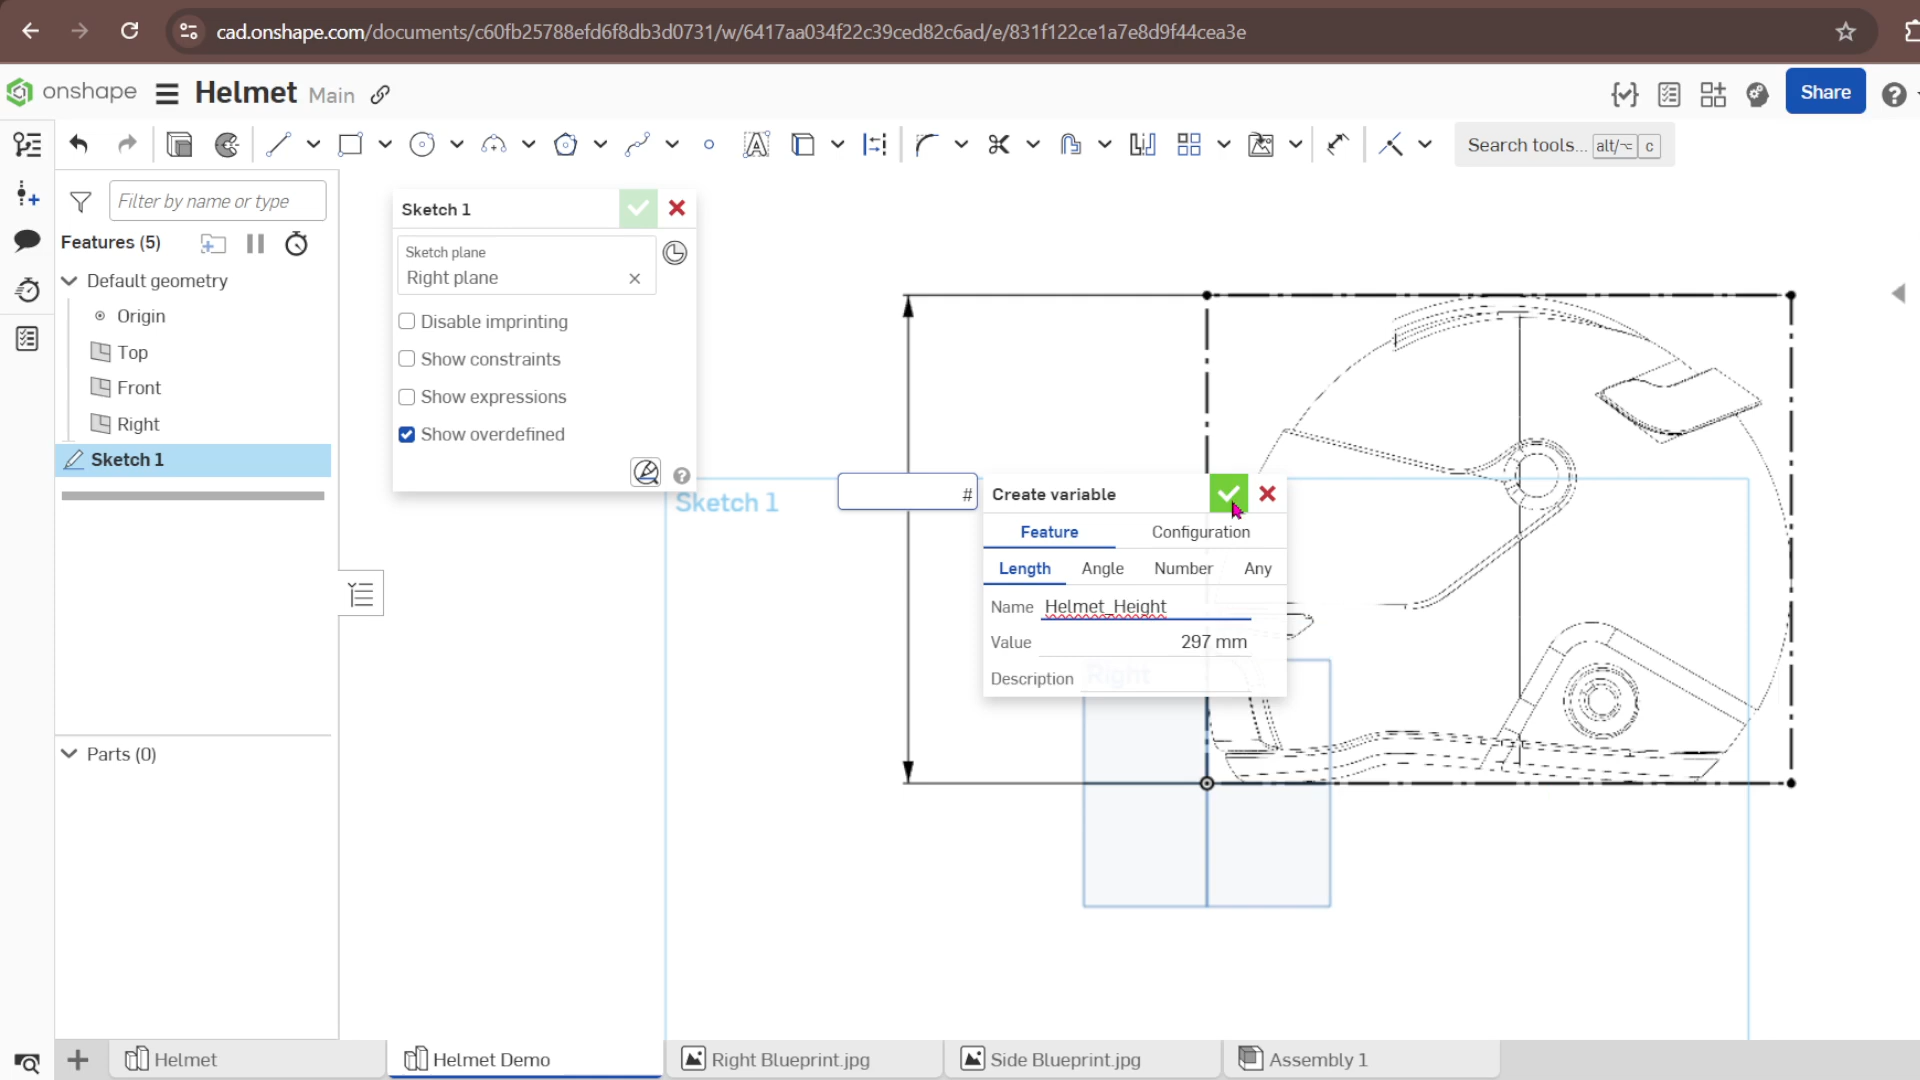 cad.onshape.com/documents/c60fb25788efd6f8db3d0731/w/6417aa034f22c39ced82c6ad/e/831f122ce1a7e8d9f44cea3e
onshape Helmet Main Share
Search tools... alt/⌥ c
Filter by name or type
Features (5)
Default geometry
Origin
Top
Front
Right
Sketch 1
Parts (0)
Sketch 1
Sketch plane
Right plane
Disable imprinting
Show constraints
Show expressions
Show overdefined
Sketch 1
#
Create variable
Feature Configuration
Length Angle Number Any
Name Helmet_Height
Value 297 mm
Description
Right
Helmet Helmet Demo Right Blueprint.jpg Side Blueprint.jpg Assembly 1